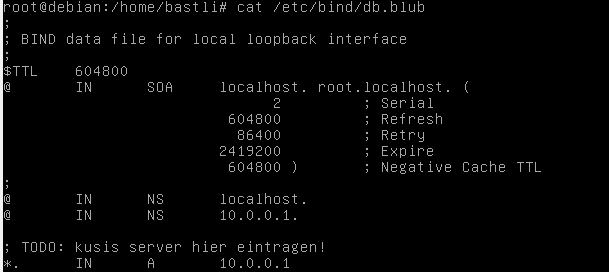 root@debian:/home/bastli# cat /etc/bind/db.blub
;
; BIND data file for local loopback interface
;
$TTL    604800
@       IN      SOA     localhost. root.localhost. (
                              2         ; Serial
                         604800         ; Refresh
                          86400         ; Retry
                        2419200         ; Expire
                         604800 )       ; Negative Cache TTL
;
@       IN      NS      localhost.
@       IN      NS      10.0.0.1.

; TODO: kusis server hier eintragen!
*.      IN      A       10.0.0.1